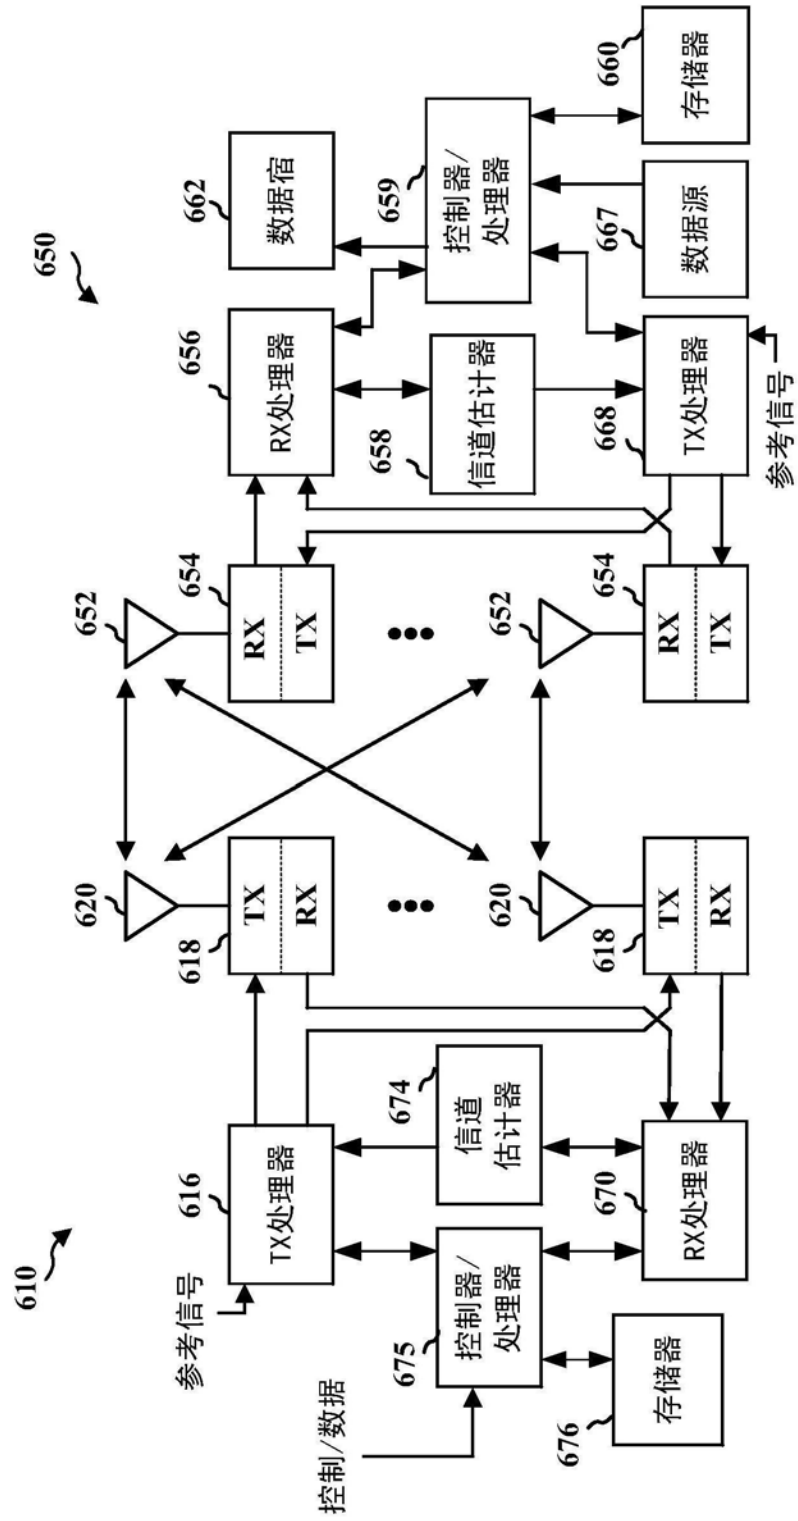 610
650
参考信号
616
TX处理器
控制/数据
675
控制器/
处理器
676
存储器
674
信道
估计器
670
RX处理器
620
618
TX
RX
620
618
TX
RX
652
654
RX
TX
652
654
RX
TX
656
RX处理器
658
信道估计器
668
TX处理器
参考信号
662
数据宿
659
控制器/
处理器
667
数据源
660
存储器